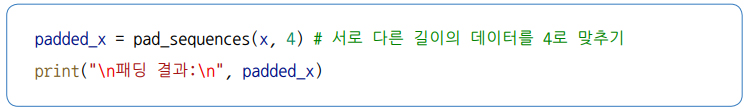 padded_x = pad_sequences(x, 4) # 서로 다른 길이의 데이터를 4로 맞추기
print("\n패딩 결과:\n", padded_x)